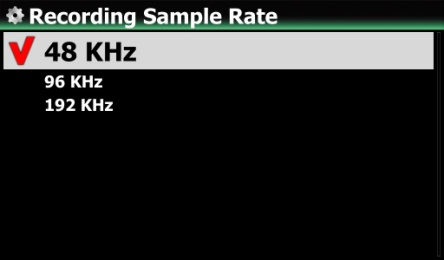 Recording Sample Rate
48 KHz
96 KHz
192 KHz